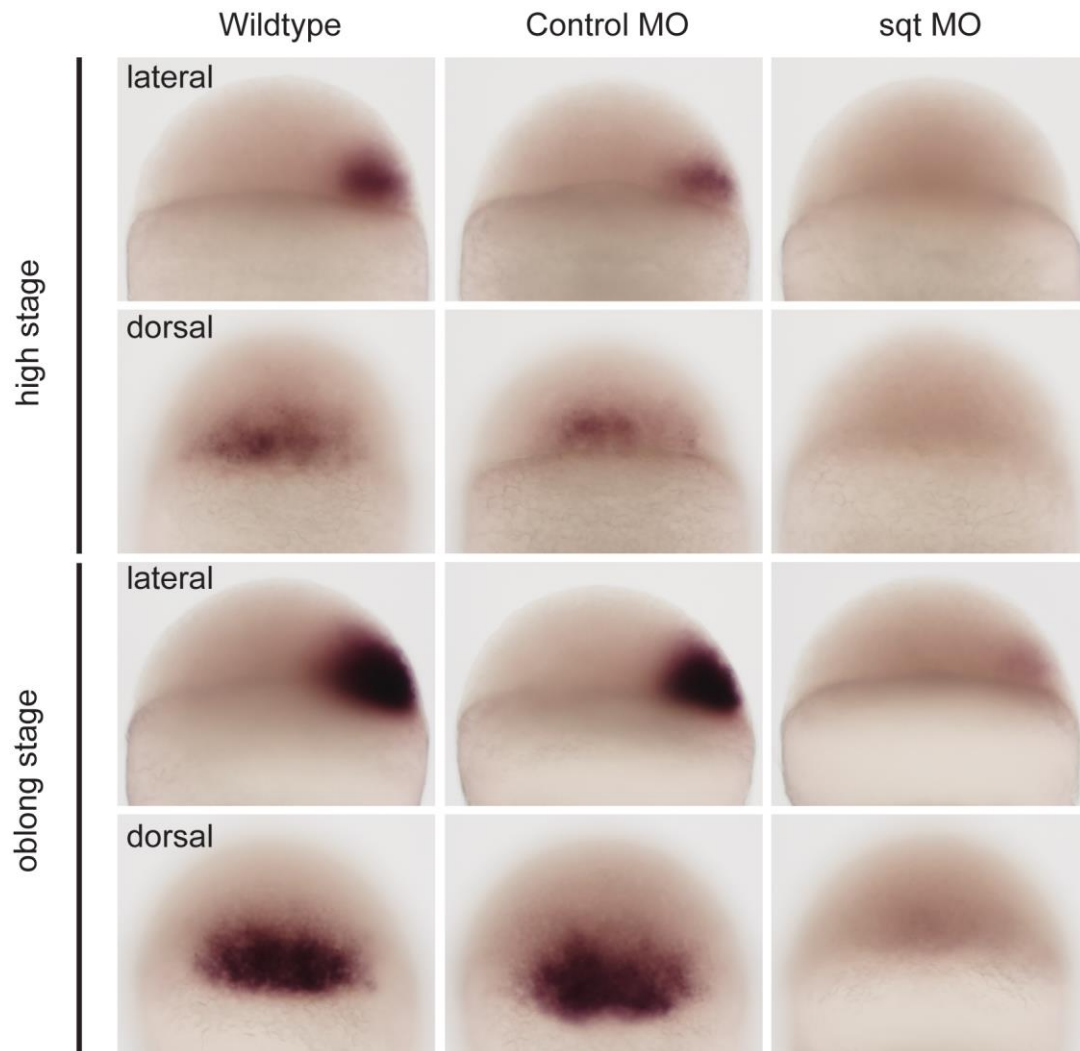 Wildtype Control MO sqt MO
high stage
lateral
dorsal
oblong stage
lateral
dorsal